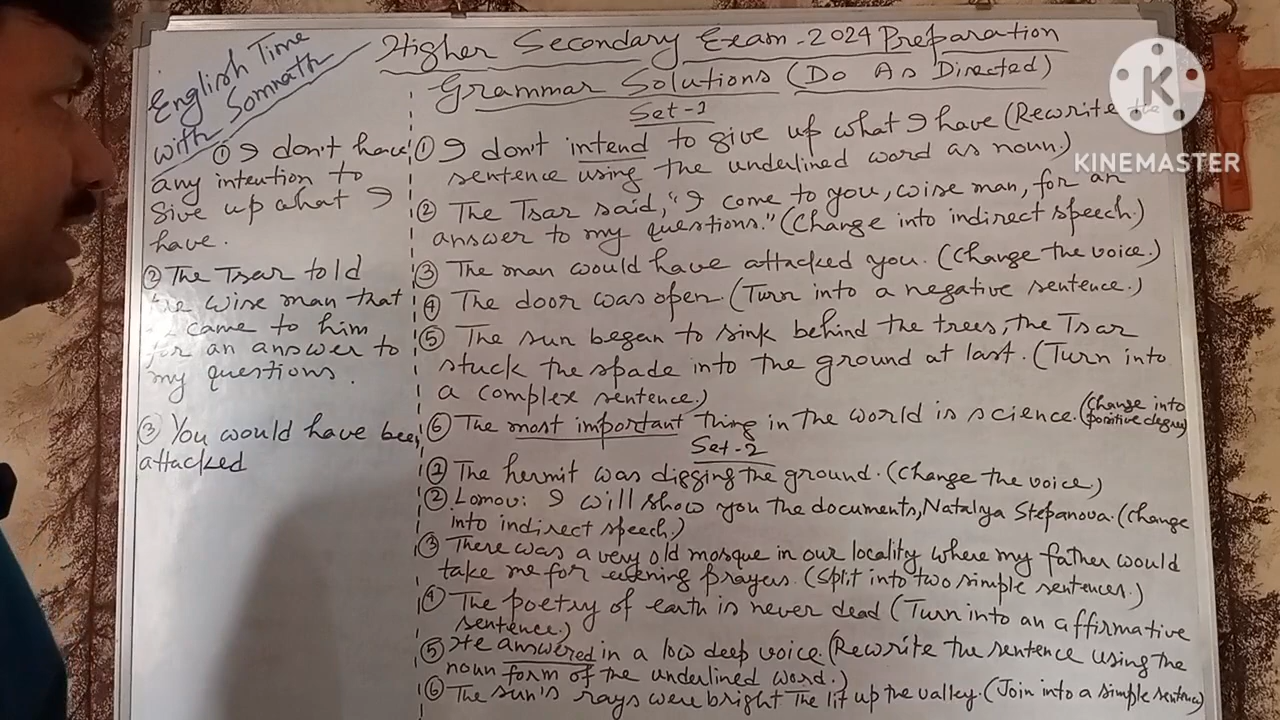 English Time
with Somnath
Higher Secondary Exam-2024 Preparation
Grammar Solutions (Do As Directed)
Set-1
① I don't intend to give up what I have (Rewrite the
sentence using the underlined word as noun.)
② The Tsar said, "I come to you, wise man, for an
answer to my questions." (Change into indirect speech.)
③ The man would have attacked you. (Change the voice.)
④ The door was open. (Turn into a negative sentence.)
⑤ The sun began to sink behind the trees, the Tsar
stuck the spade into the ground at last. (Turn into
a complex sentence.)
⑥ The most important thing in the world is science. (Change into
positive degree)
Set-2
① The hermit was digging the ground. (Change the voice)
② Lomov: I will show you the documents, Natalya Stepanova. (Change
into indirect speech.)
③ There was a very old mosque in our locality where my father would
take me for evening prayers. (Split into two simple sentences.)
④ The poetry of earth is never dead (Turn into an affirmative
sentence.)
⑤ He answered in a low deep voice. (Rewrite the sentence using the
noun form of the underlined word.)
⑥ The sun's rays were bright The lit up the valley. (Join into a simple sentence)
① I don't have
any intention to
give up what I
have.
② The Tsar told
the wise man that
came to him
for an answer to
my questions.
③ You would have been
attacked
K
KINEMASTER